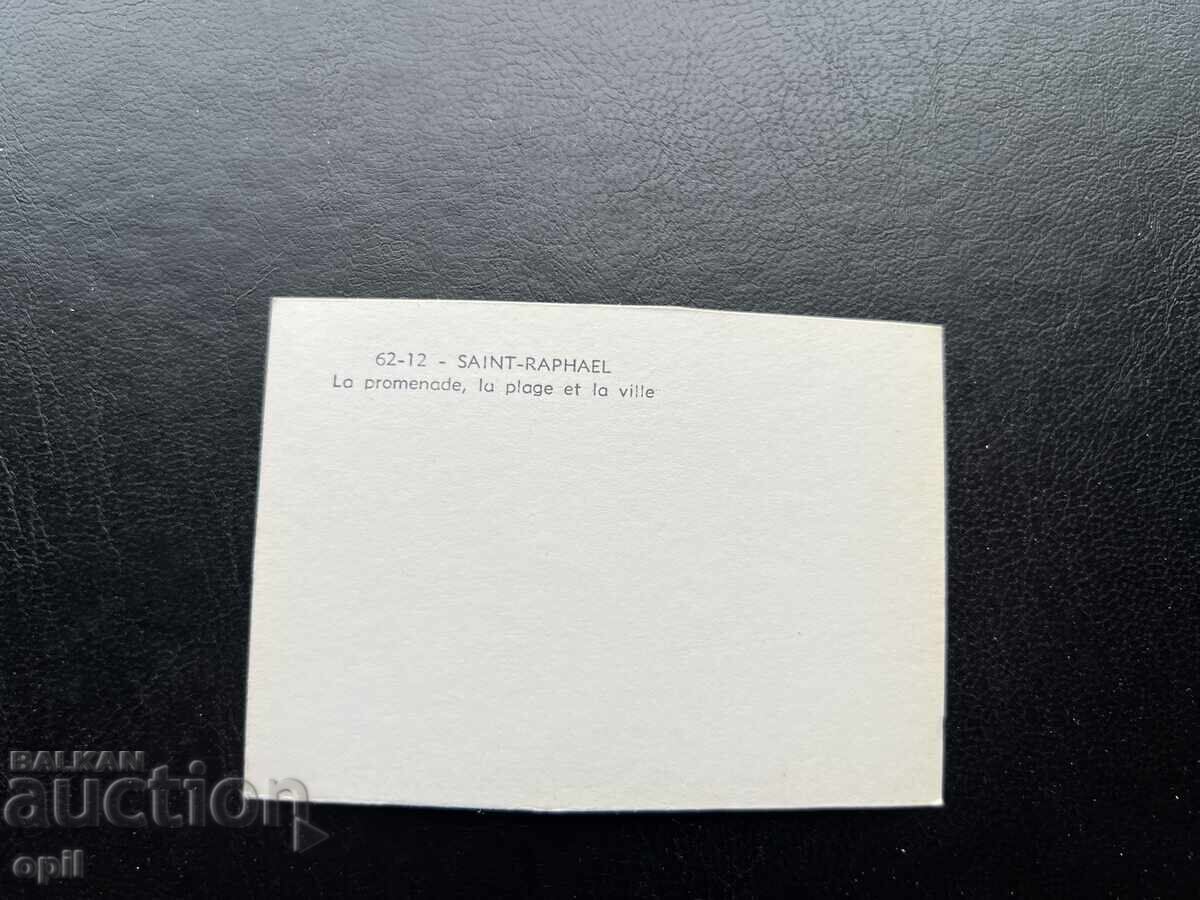 62-12 - SAINT-RAPHAEL
La promenade, la plage et la ville
BALKAN
auction
opil